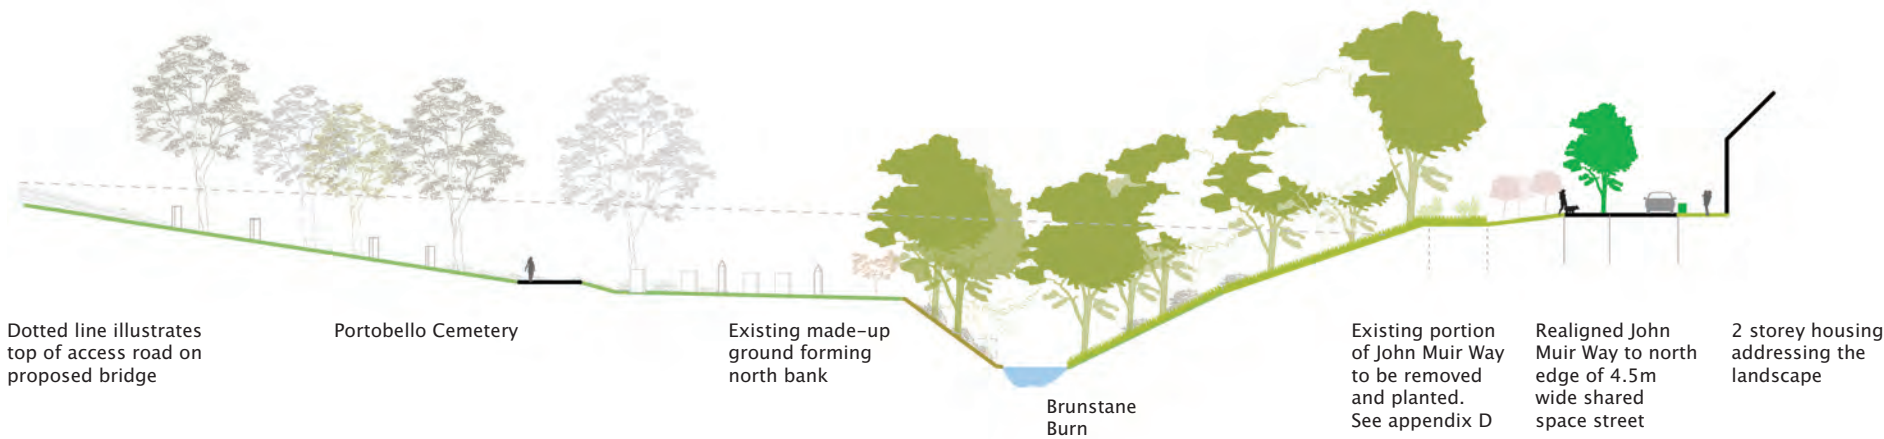 Dotted line illustrates
top of access road on
proposed bridge
Portobello Cemetery
Existing made-up
ground forming
north bank
Brunstane
Burn
Existing portion
of John Muir Way
to be removed
and planted.
See appendix D
Realigned John
Muir Way to north
edge of 4.5m
wide shared
space street
2 storey housing
addressing the
landscape